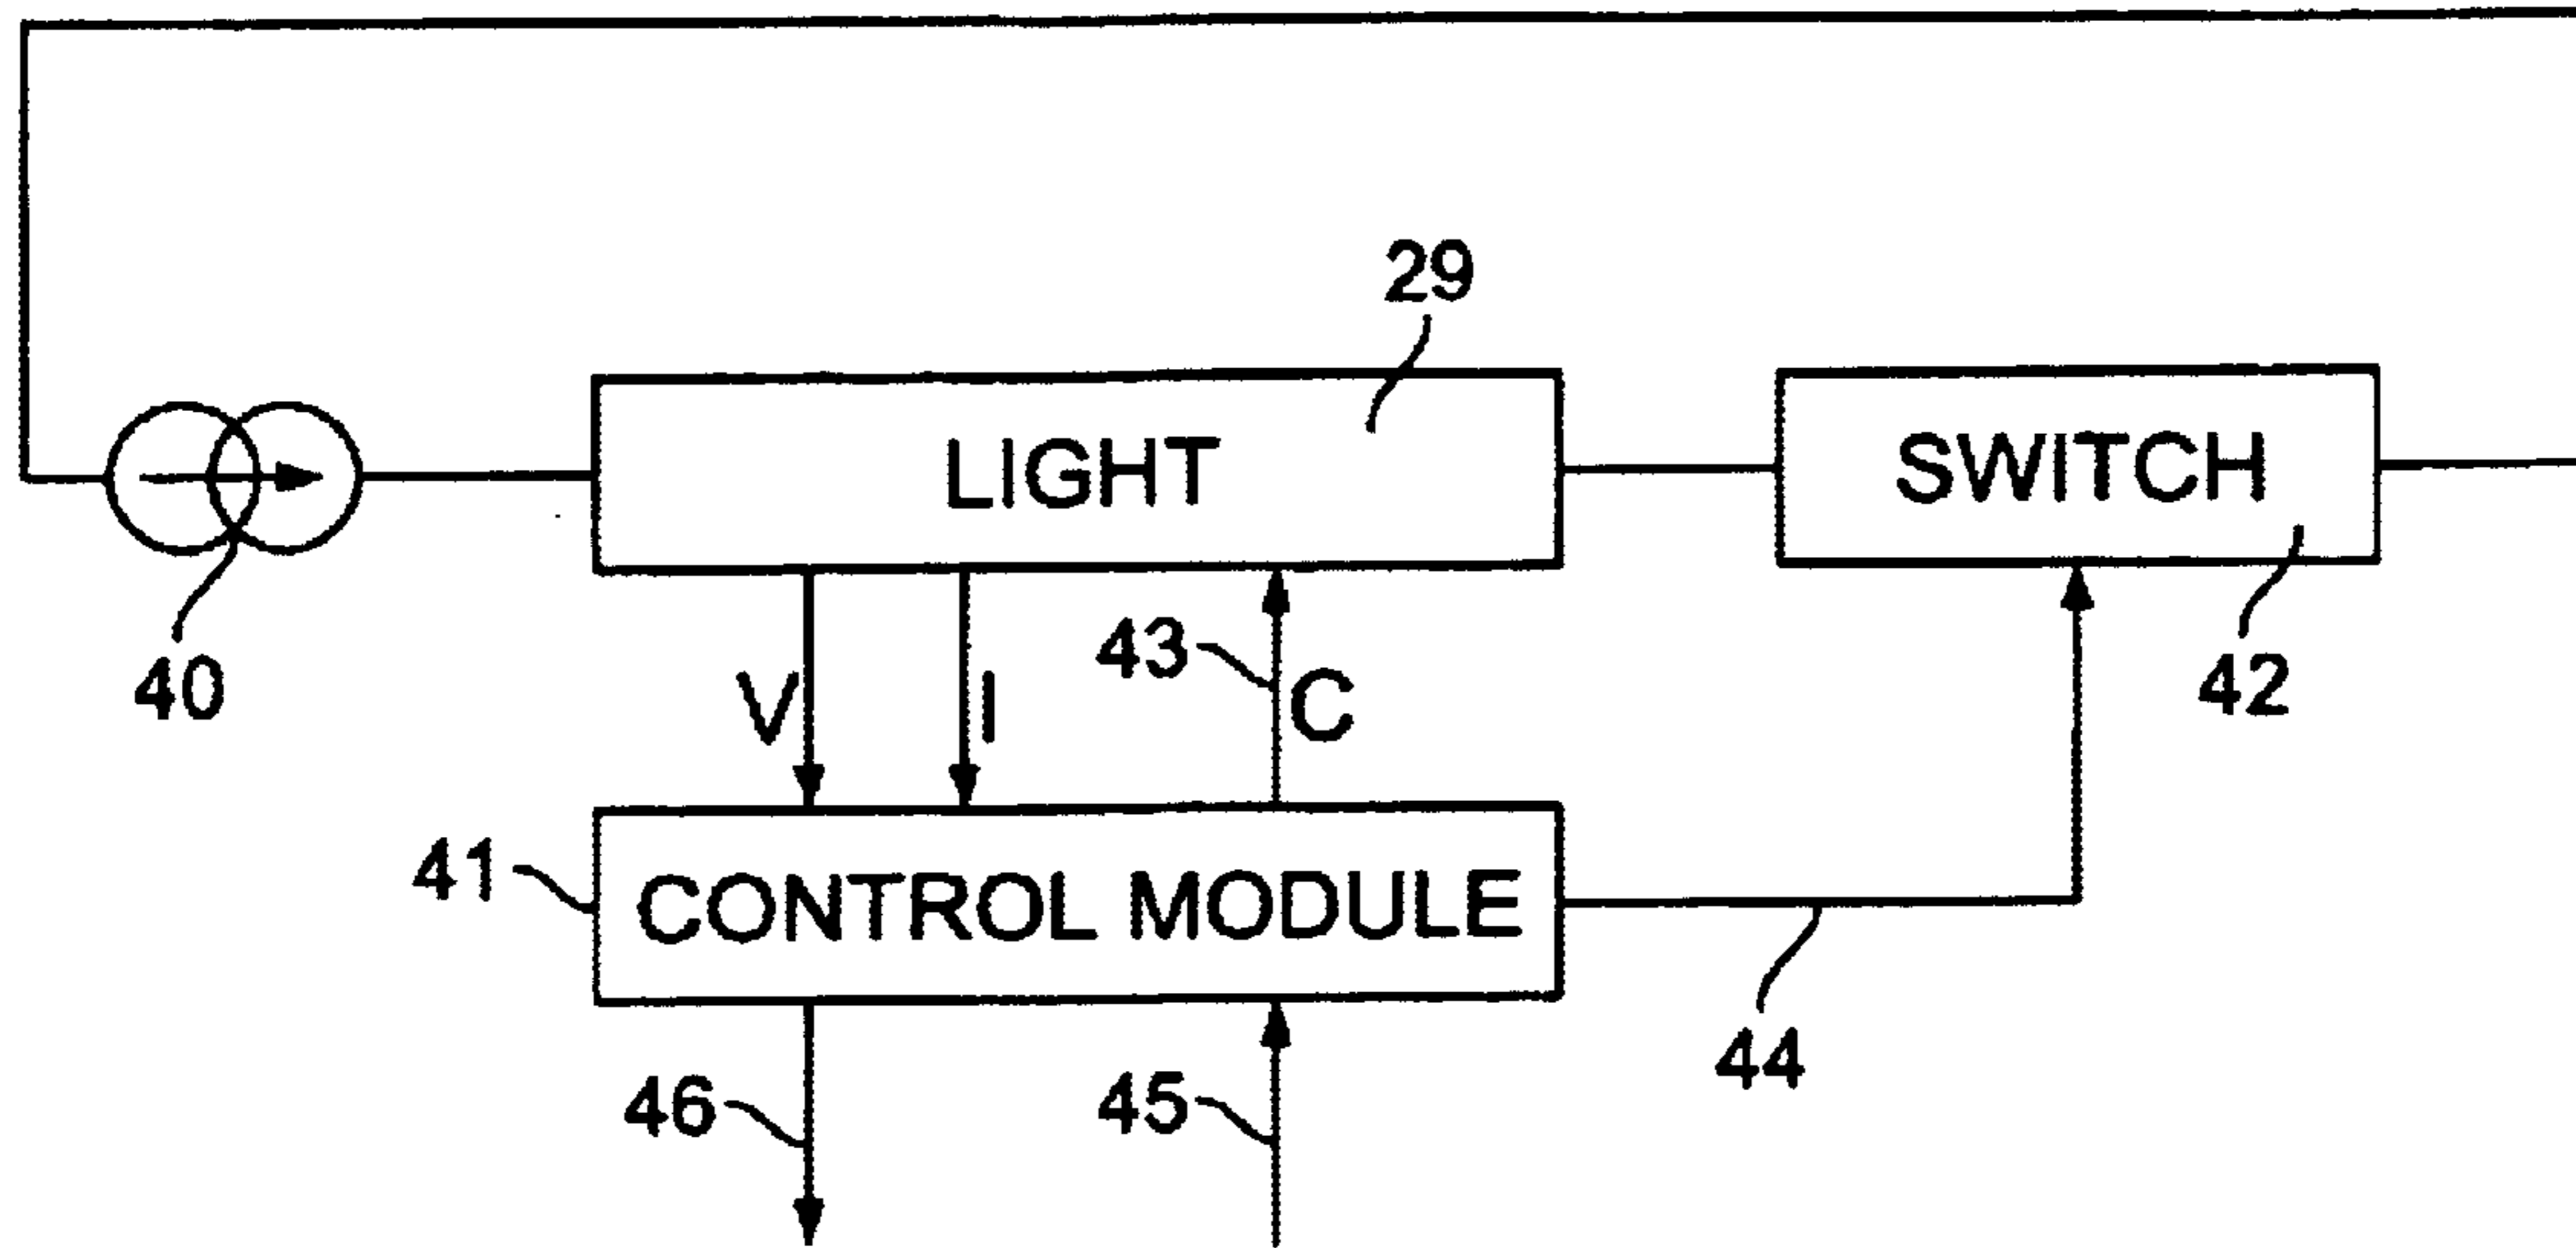 29
LIGHT
SWITCH
40
V
I
43
C
42
41
CONTROL MODULE
44
46
45